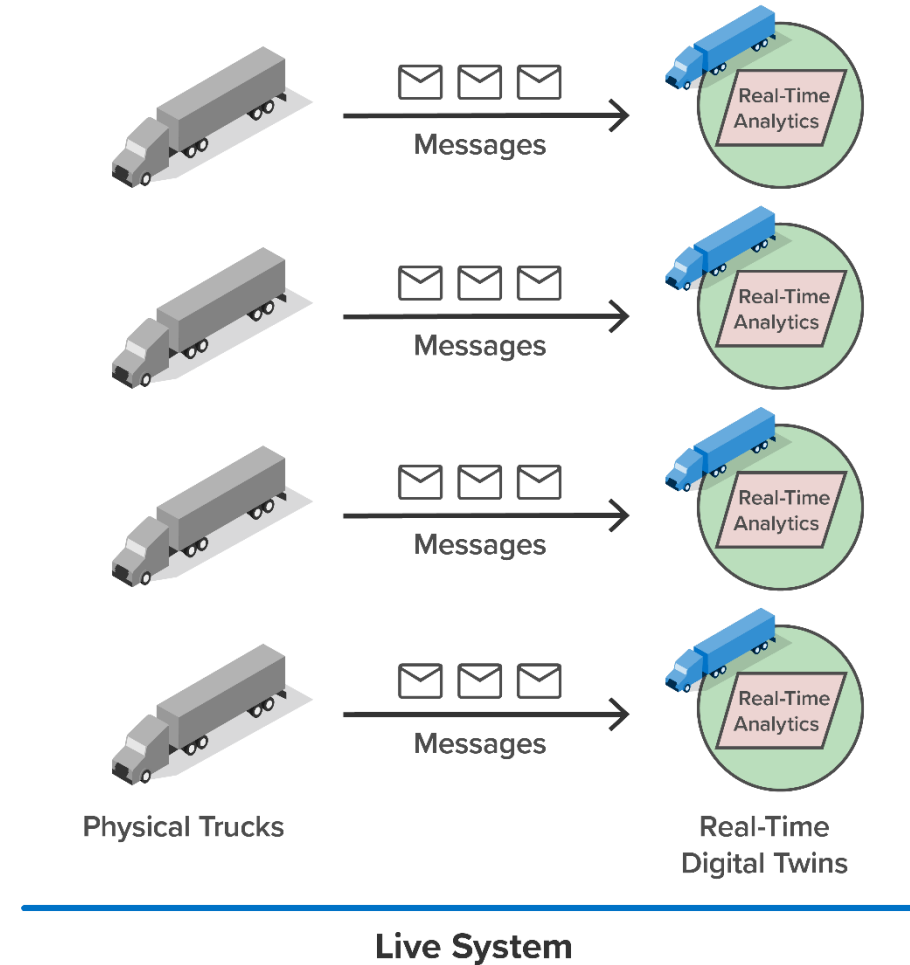 Real-Time
Analytics
Messages
Real-Time
Analytics
Messages
Real-Time
Analytics
Messages
Real-Time
Analytics
Messages
Physical Trucks
Real-Time
Digital Twins
Live System